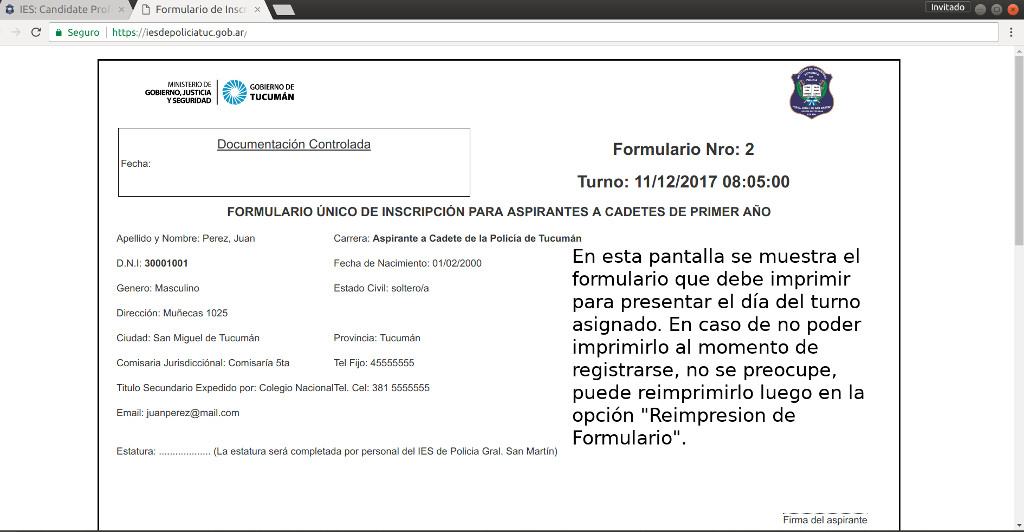 IES: Candidate Prof
Formulario de Inscr
Invitado
Seguro
https://iesdepoliciatuc.gob.ar/
MINISTERIO DE
GOBIERNO, JUSTICIA
Y SEGURIDAD
GOBIERNO DE
TUCUMÁN
Documentación Controlada
Fecha:
Formulario Nro: 2
Turno: 11/12/2017 08:05:00
FORMULARIO ÚNICO DE INSCRIPCIÓN PARA ASPIRANTES A CADETES DE PRIMER AÑO
Apellido y Nombre: Perez, Juan
Carrera: Aspirante a Cadete de la Policía de Tucumán
D.N.I: 30001001
Fecha de Nacimiento: 01/02/2000
Genero: Masculino
Estado Civil: soltero/a
Dirección: Muñecas 1025
Ciudad: San Miguel de Tucumán
Provincia: Tucumán
Comisaria Jurisdicciónal: Comisaría 5ta
Tel Fijo: 45555555
Titulo Secundario Expedido por: Colegio Nacional
Tel. Cel: 381 5555555
Email: juanperez@mail.com
Estatura: ................... (La estatura será completada por personal del IES de Policia Gral. San Martín)
En esta pantalla se muestra el
formulario que debe imprimir
para presentar el día del turno
asignado. En caso de no poder
imprimirlo al momento de
registrarse, no se preocupe,
puede reimprimirlo luego en la
opción "Reimpresion de
Formulario".
Firma del aspirante